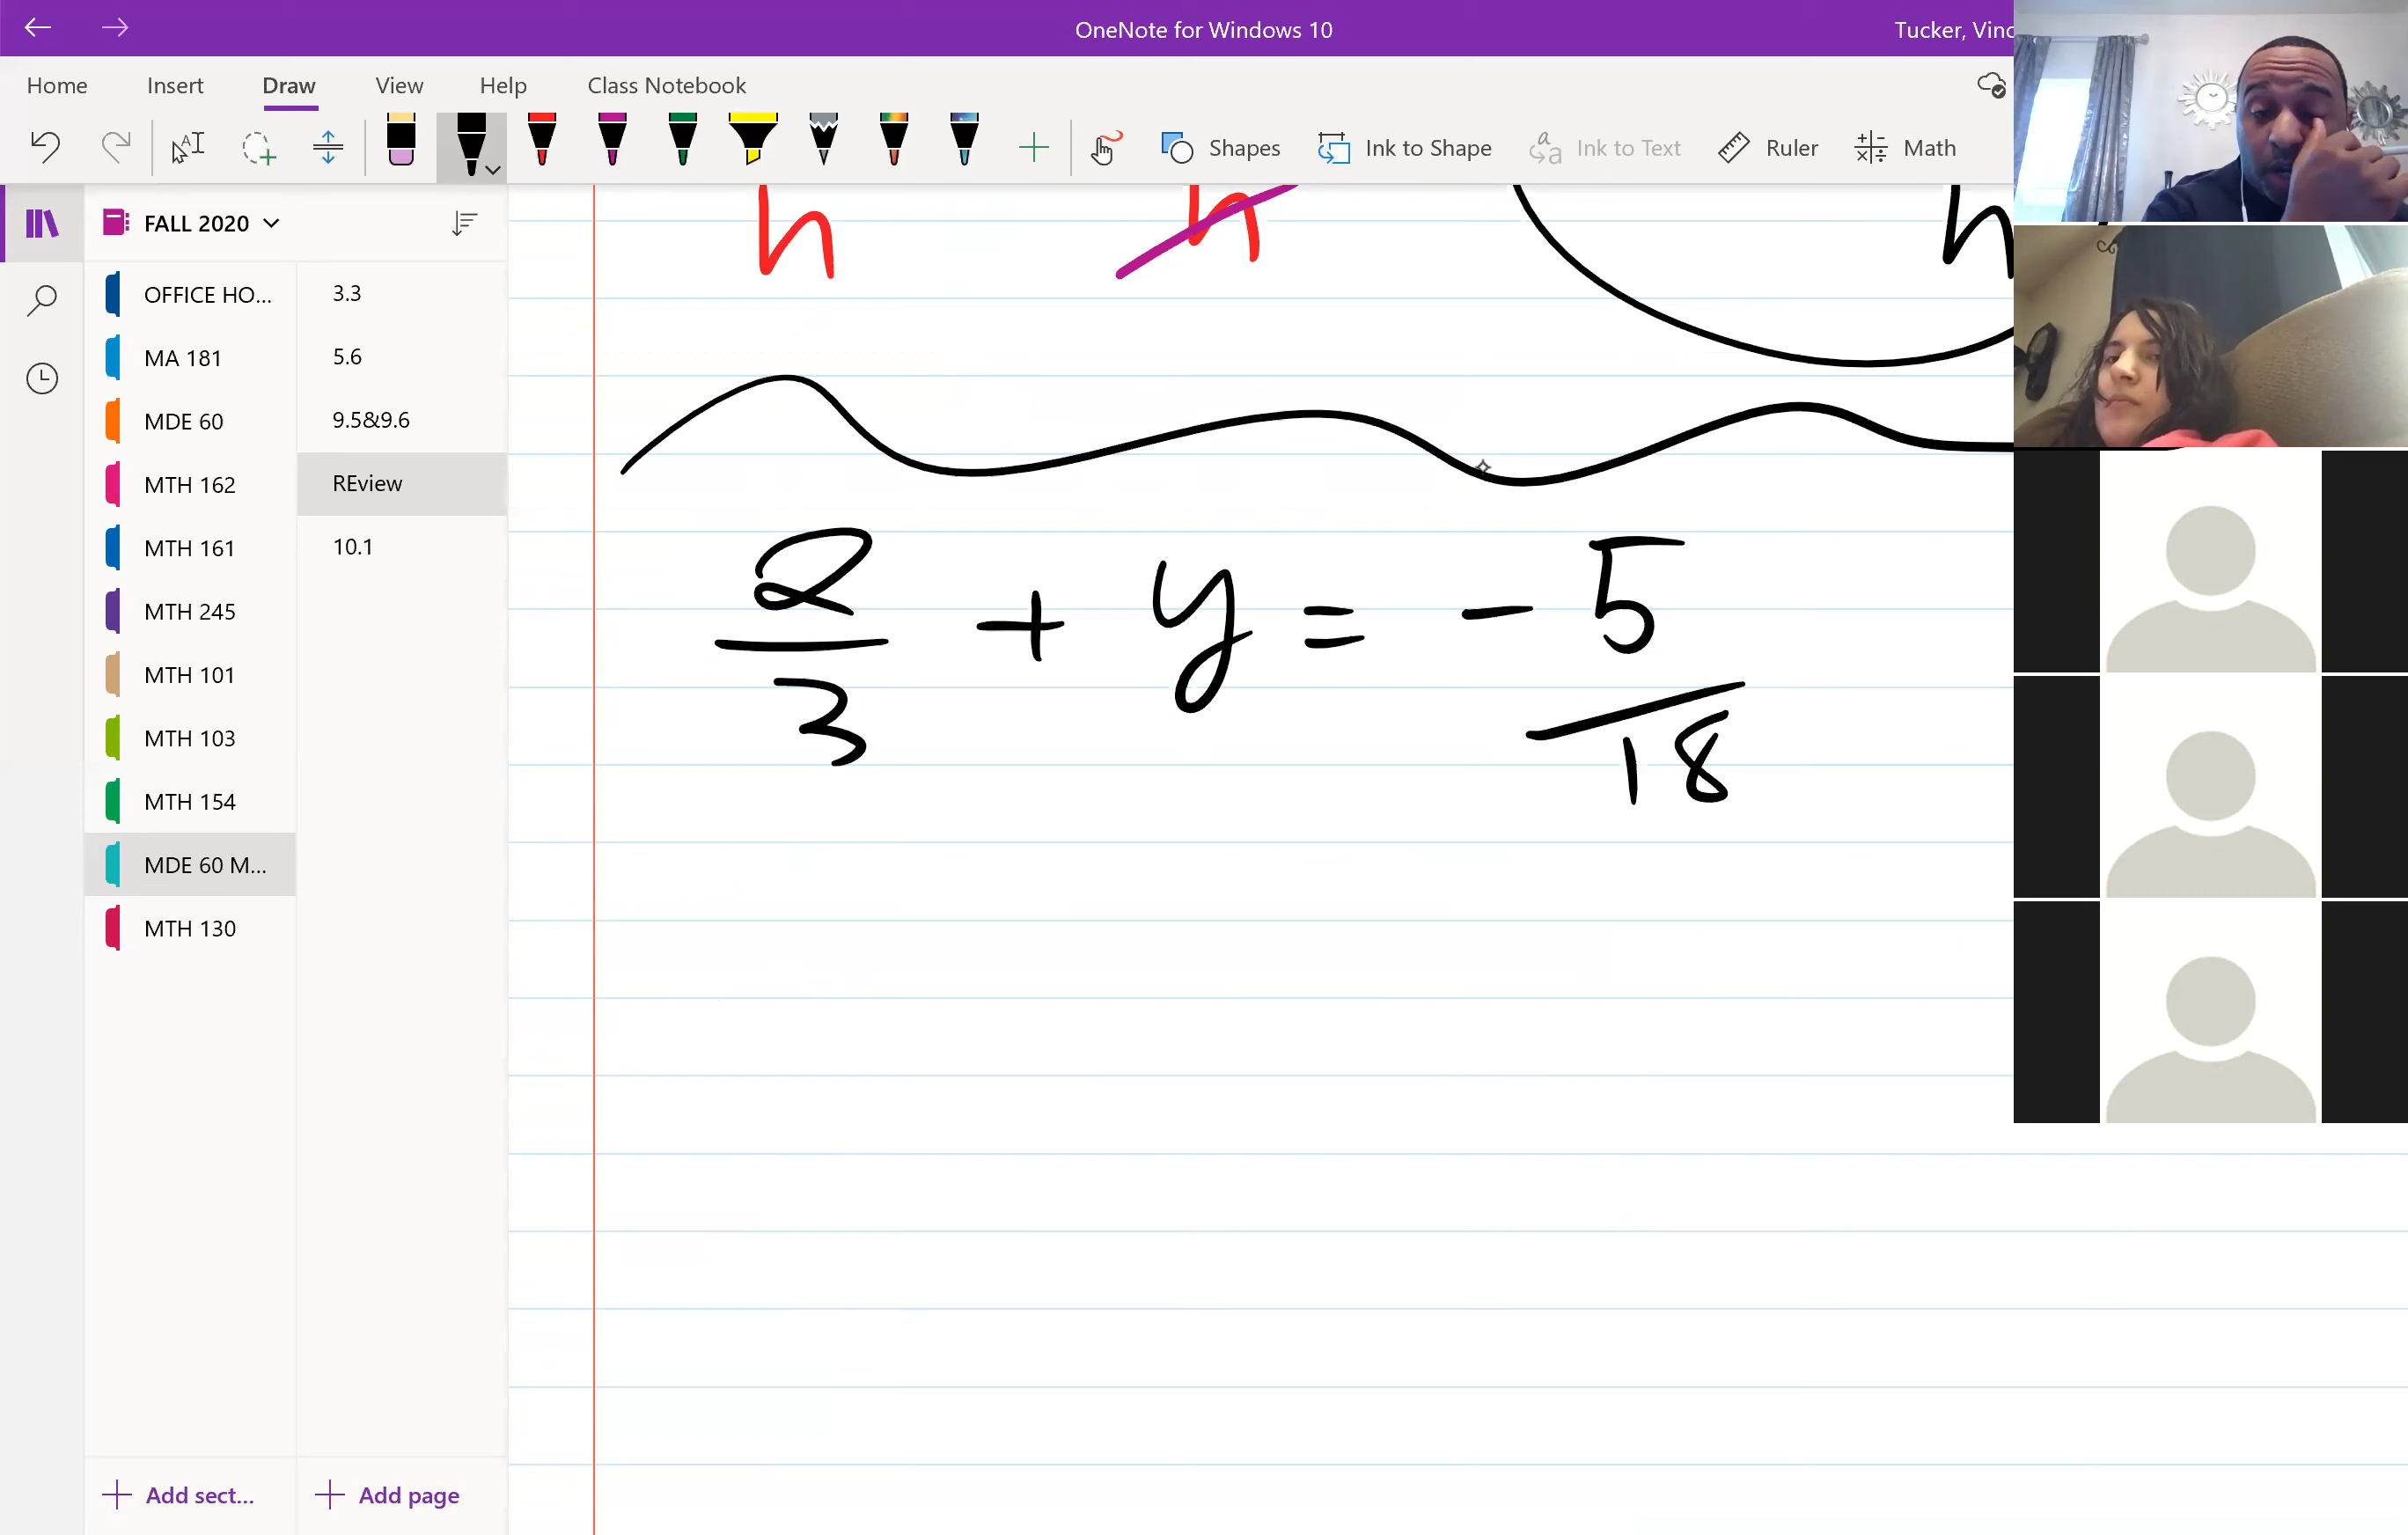 OneNote for Windows 10
Tucker, Vinc
Home Insert Draw View Help Class Notebook
Shapes Ink to Shape Ink to Text Ruler Math
FALL 2020
OFFICE HO...
MA 181
MDE 60
MTH 162
MTH 161
MTH 245
MTH 101
MTH 103
MTH 154
MDE 60 M...
MTH 130
Add sect...
3.3
5.6
9.5&9.6
REview
10.1
Add page
h h h
2/3 + y = - 5/18